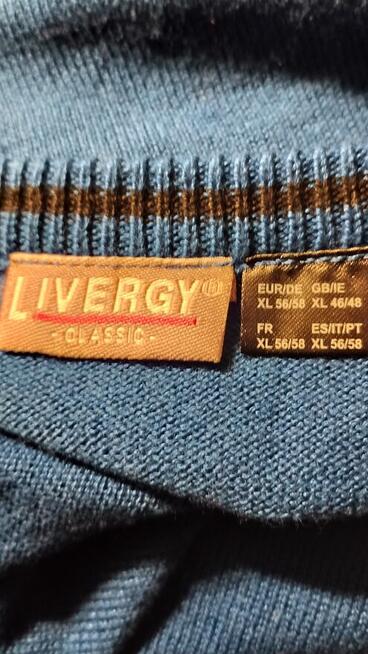 LIVERGY®
- CLASSIC -
EUR/DE GB/IE
XL 56/58 XL 46/48
FR ES/IT/PT
XL 56/58 XL 56/58